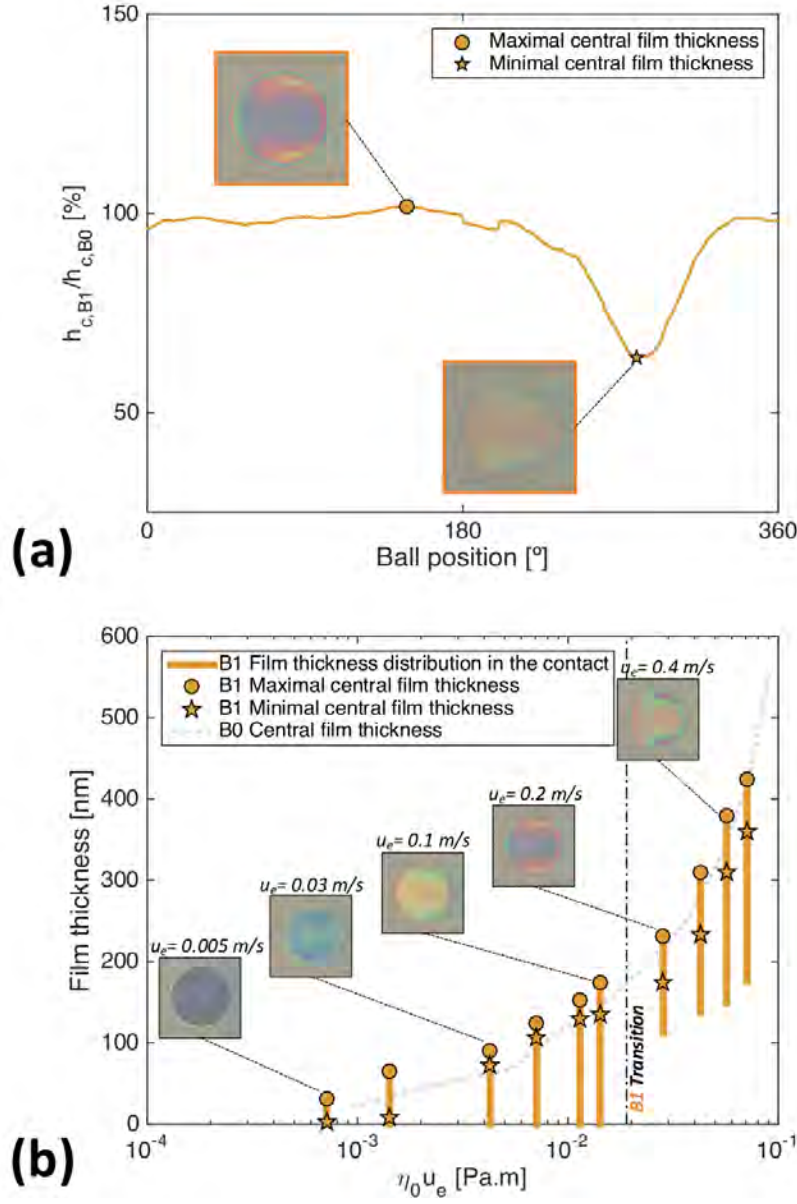 150
Maximal central film thickness
Minimal central film thickness
100
h_c,B1/h_c,B0 [%]
50
0 180 360
Ball position [º]
(a)
600
B1 Film thickness distribution in the contact
B1 Maximal central film thickness
B1 Minimal central film thickness
B0 Central film thickness
u_e= 0.4 m/s
500
400
u_e= 0.2 m/s
u_e= 0.1 m/s
Film thickness [nm]
300
u_e= 0.03 m/s
200
u_e= 0.005 m/s
100
B1 Transition
0
10^-4 10^-3 10^-2 10^-1
η_0u_e [Pa.m]
(b)